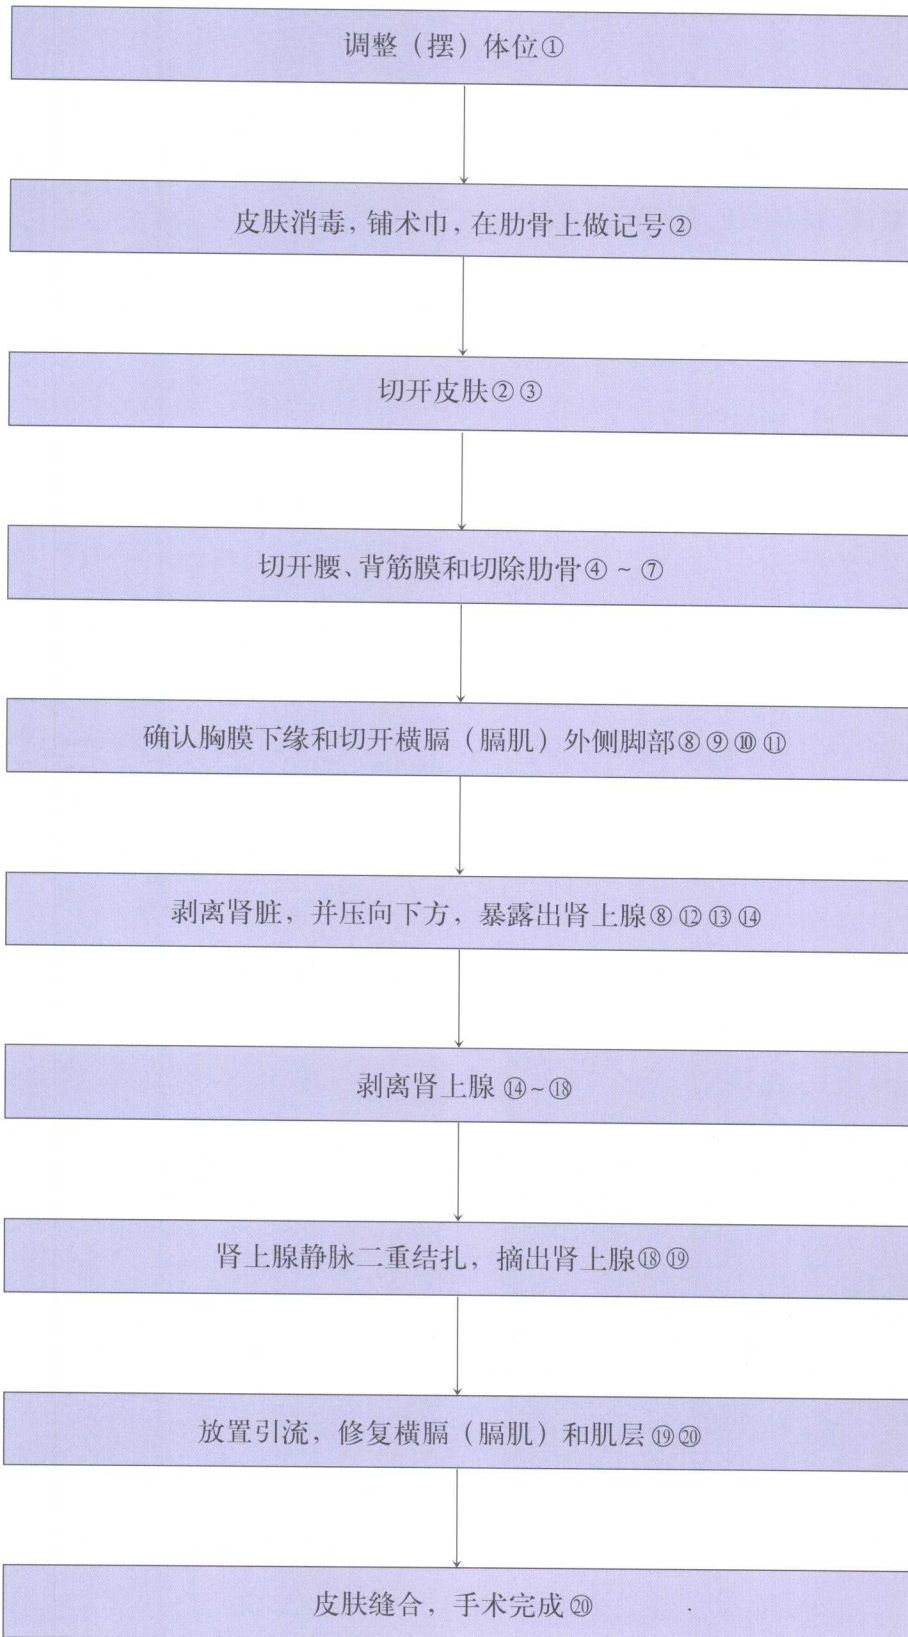 调整（摆）体位①
皮肤消毒，铺术巾，在肋骨上做记号②
切开皮肤②③
切开腰、背筋膜和切除肋骨④~⑦
确认胸膜下缘和切开横膈（膈肌）外侧脚部⑧⑨⑩⑪
剥离肾脏，并压向下方，暴露出肾上腺⑧⑫⑬⑭
剥离肾上腺⑭~⑱
肾上腺静脉二重结扎，摘出肾上腺⑱⑲
放置引流，修复横膈（膈肌）和肌层⑲⑳
皮肤缝合，手术完成⑳